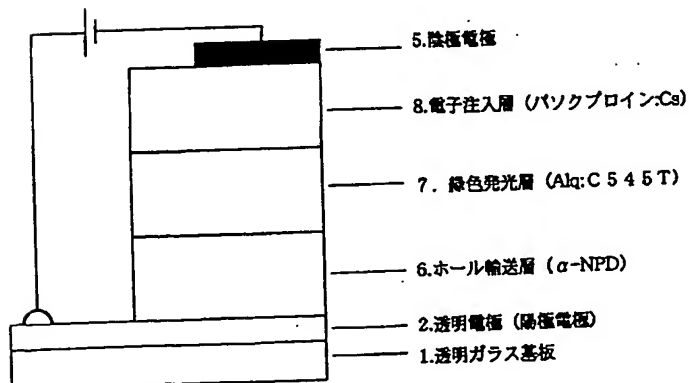 5.陰極電極
8.電子注入層（バソクプロイン:Cs）
7．緑色発光層（Alq:Ｃ５４５Ｔ）
6.ホール輸送層（α-NPD）
2.透明電極（陽極電極）
1.透明ガラス基板